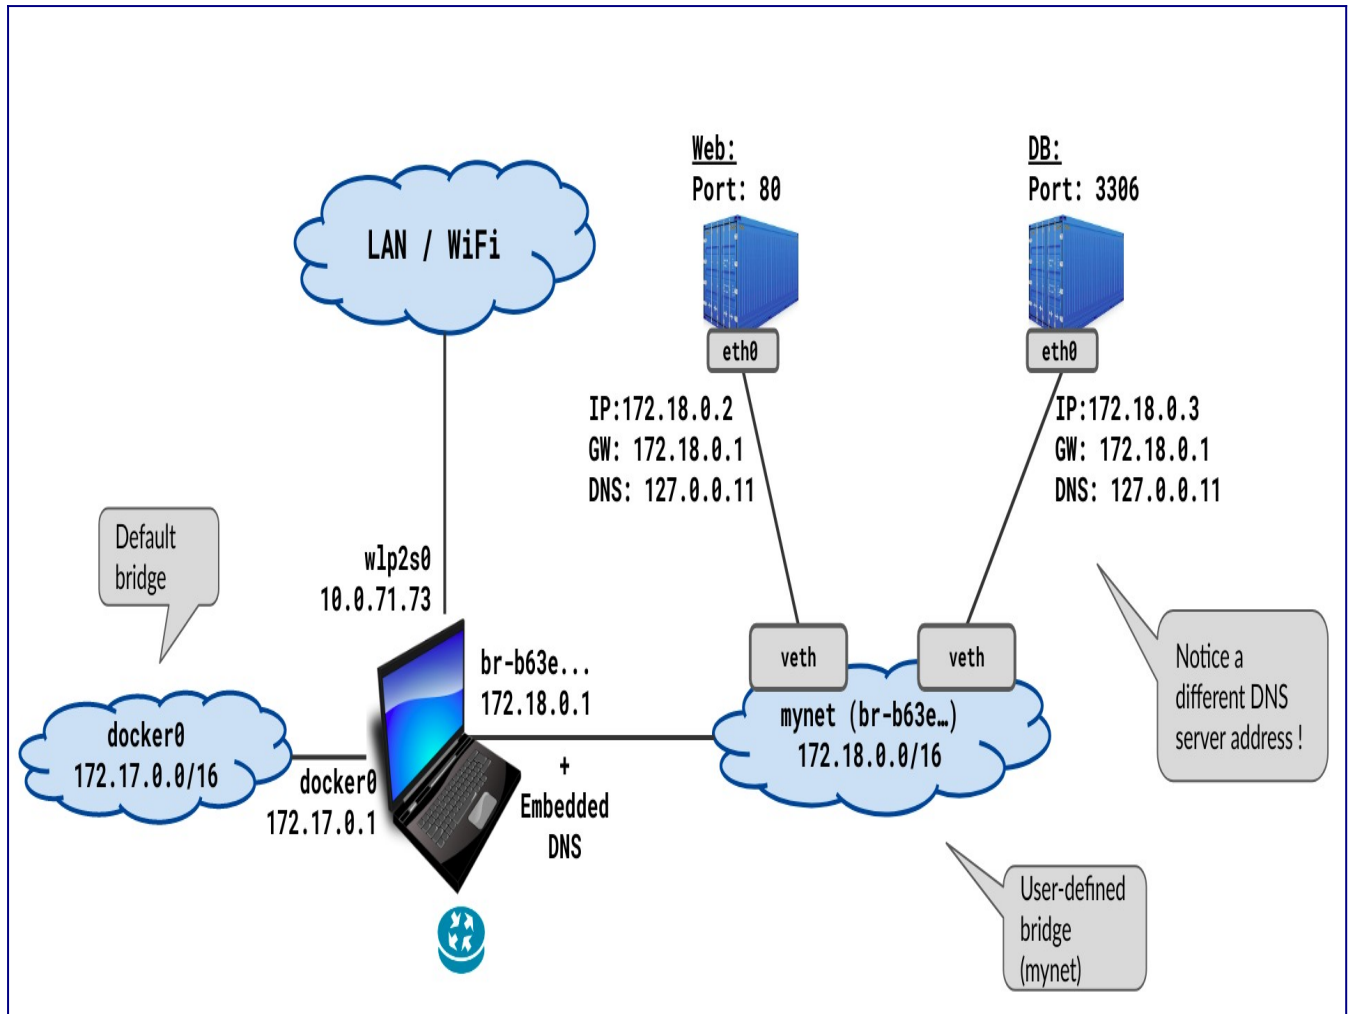 Web:
Port: 80
DB:
Port: 3306
LAN / WiFi
eth0
eth0
IP:172.18.0.2
GW: 172.18.0.1
DNS: 127.0.0.11
IP:172.18.0.3
GW: 172.18.0.1
DNS: 127.0.0.11
Default
bridge
wlp2s0
10.0.71.73
br-b63e...
172.18.0.1
+
Embedded
DNS
veth
veth
mynet (br-b63e…)
172.18.0.0/16
Notice a
different DNS
server address !
docker0
172.17.0.0/16
docker0
172.17.0.1
User-defined
bridge
(mynet)